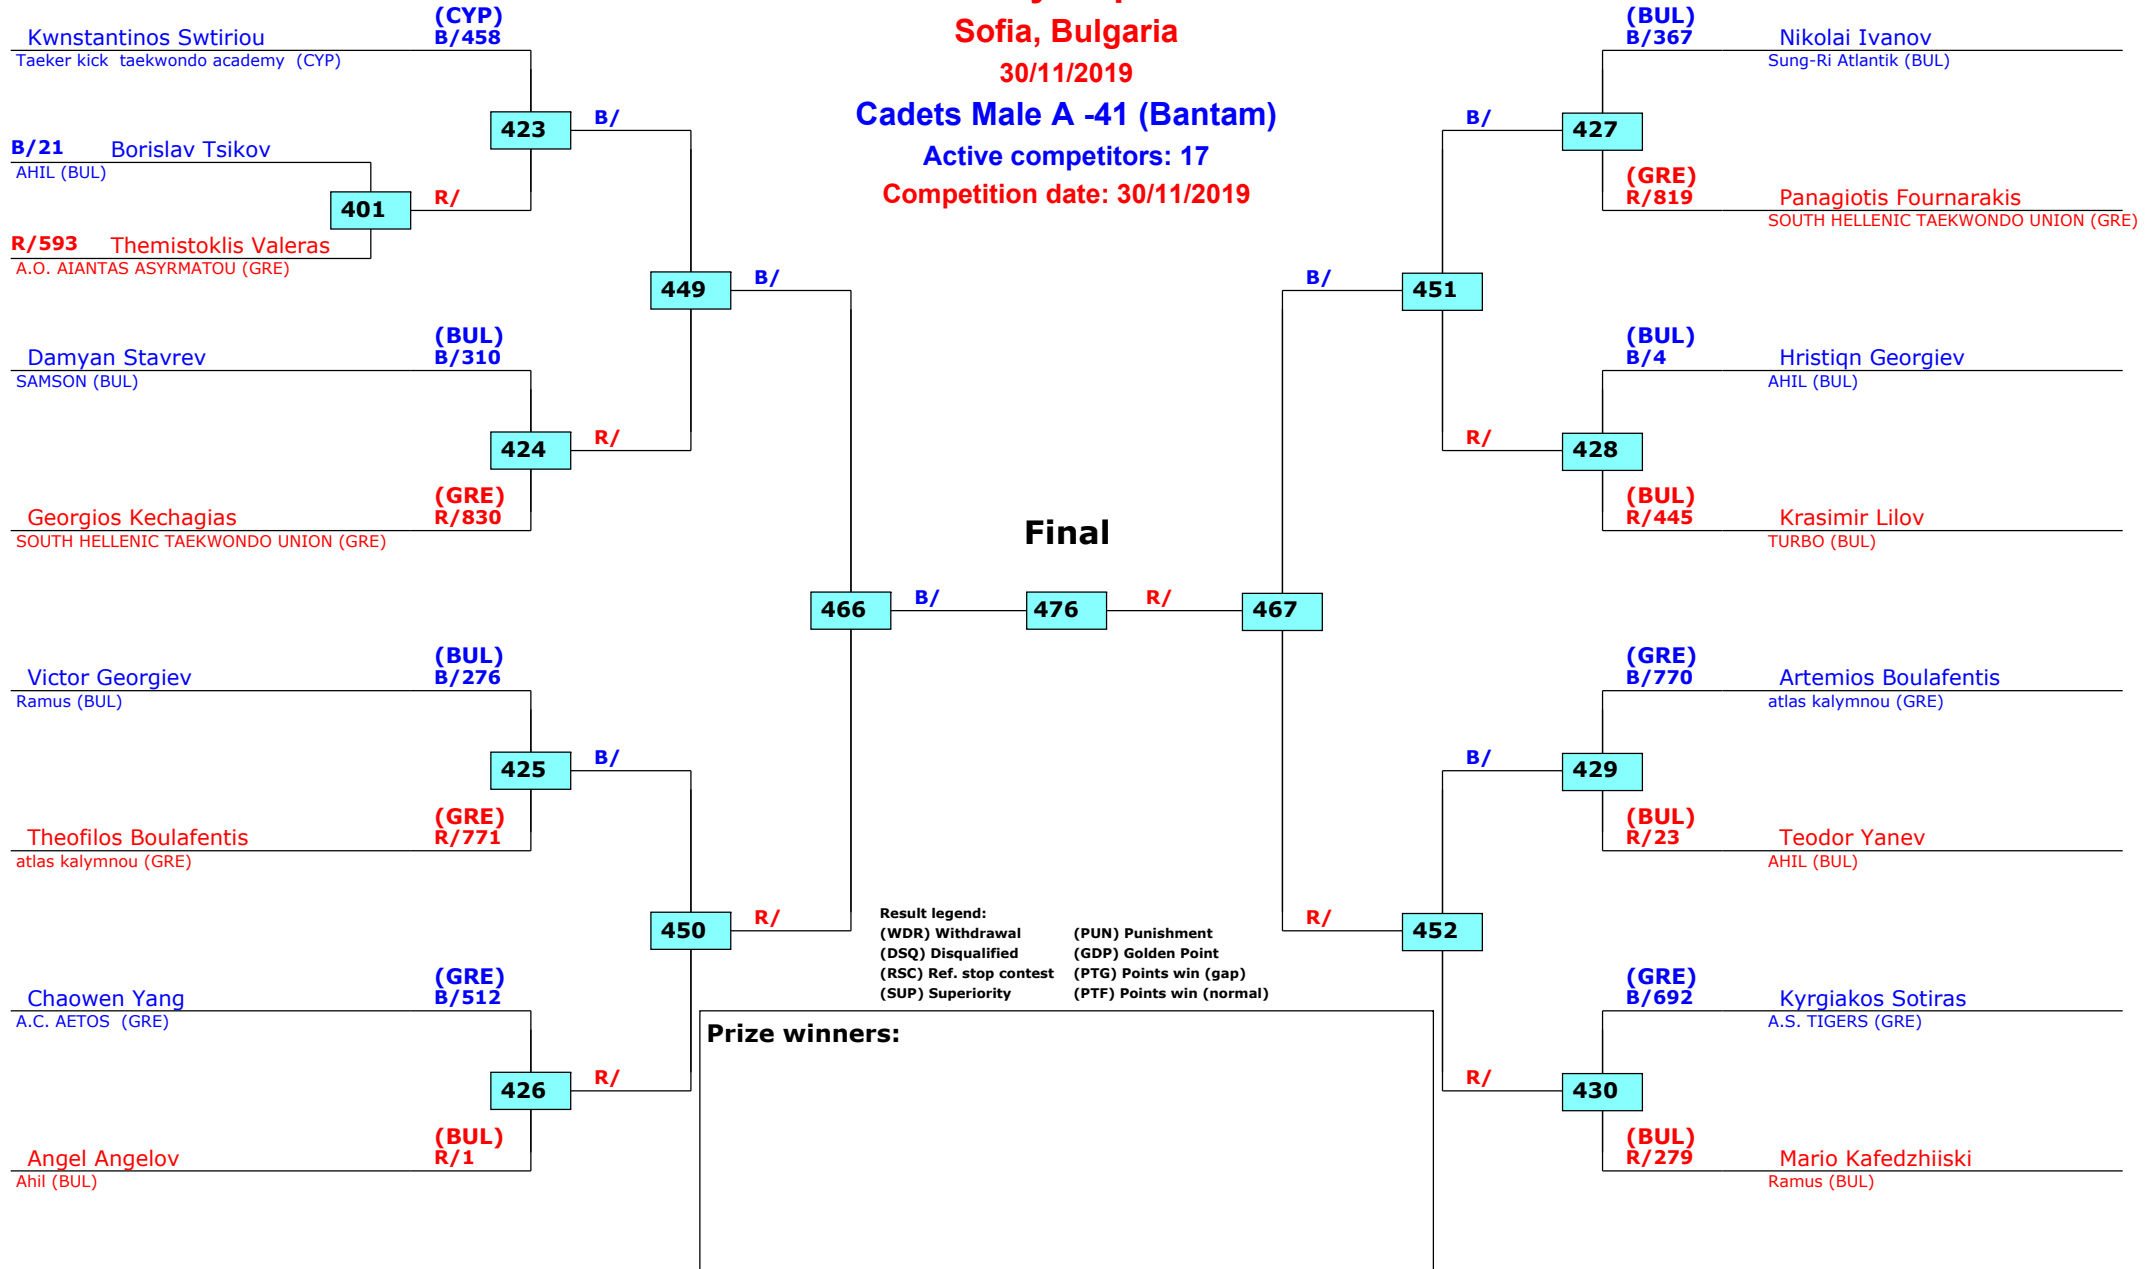 Sofia, Bulgaria
30/11/2019
Cadets Male A -41 (Bantam)
Active competitors: 17
Competition date: 30/11/2019
(CYP)
Kwnstantinos Swtiriou B/458
Taeker kick taekwondo academy (CYP)
423
B/
B/21 Borislav Tsikov
AHIL (BUL)
401
R/
R/593 Themistoklis Valeras
A.O. AIANTAS ASYRMATOU (GRE)
449
B/
(BUL)
Damyan Stavrev B/310
SAMSON (BUL)
424
R/
(GRE)
Georgios Kechagias R/830
SOUTH HELLENIC TAEKWONDO UNION (GRE)
466
B/
(BUL)
Victor Georgiev B/276
Ramus (BUL)
425
B/
(GRE)
Theofilos Boulafentis R/771
atlas kalymnou (GRE)
450
R/
(GRE)
Chaowen Yang B/512
A.C. AETOS (GRE)
426
R/
(BUL)
Angel Angelov R/1
Ahil (BUL)
Final
476
R/
467
(BUL)
B/367 Nikolai Ivanov
Sung-Ri Atlantik (BUL)
B/
427
(GRE)
R/819 Panagiotis Fournarakis
SOUTH HELLENIC TAEKWONDO UNION (GRE)
B/
451
(BUL)
B/4 Hristiqn Georgiev
AHIL (BUL)
R/
428
(BUL)
R/445 Krasimir Lilov
TURBO (BUL)
(GRE)
B/770 Artemios Boulafentis
atlas kalymnou (GRE)
B/
429
(BUL)
R/23 Teodor Yanev
AHIL (BUL)
R/
452
(GRE)
B/692 Kyrgiakos Sotiras
A.S. TIGERS (GRE)
R/
430
(BUL)
R/279 Mario Kafedzhiiski
Ramus (BUL)
Result legend:
(WDR) Withdrawal (PUN) Punishment
(DSQ) Disqualified (GDP) Golden Point
(RSC) Ref. stop contest (PTG) Points win (gap)
(SUP) Superiority (PTF) Points win (normal)
Prize winners: